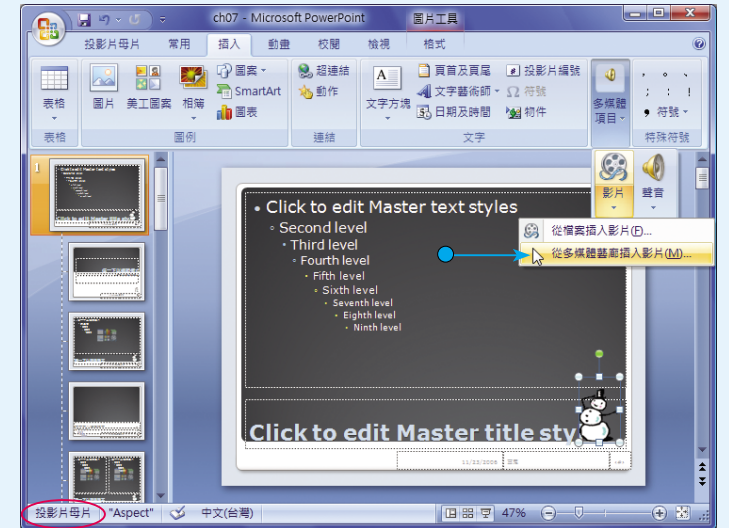 ch07 - Microsoft PowerPoint 圖片工具
投影片母片 常用 插入 動畫 校閱 檢視 格式
表格 圖片 美工圖案 相簿 圖案 SmartArt 圖表 超連結 動作 文字方塊 頁首及頁尾 文字藝術師 日期及時間 投影片編號 符號 物件 多媒體項目 , 。 、 ; : ! , 符號
表格 圖例 連結 文字 特殊符號
影片 聲音
從檔案插入影片(F)...
從多媒體藝廊插入影片(M)...
1
• Click to edit Master text styles
◦ Second level
• Third level
◦ Fourth level
• Fifth level
◦ Sixth level
• Seventh level
• Eighth level
• Ninth level
Click to edit Master title sty
投影片母片 "Aspect" 中文(台灣) 47%